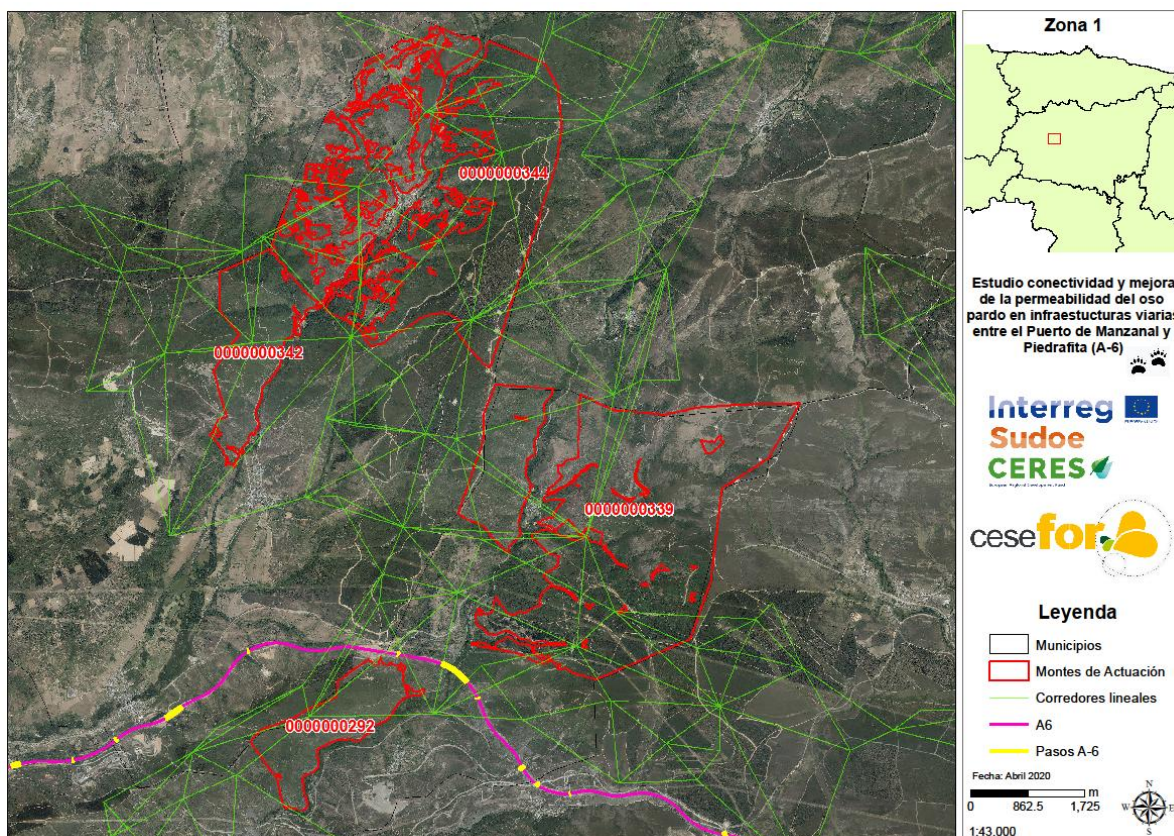 0000000344
0000000342
0000000339
0000000292
Zona 1
Estudio conectividad y mejora
de la permeabilidad del oso
pardo en infraestucturas viarias
entre el Puerto de Manzanal y
Piedrafita (A-6)
Interreg
Sudoe
CERES
cesefor
Leyenda
Municipios
Montes de Actuación
Corredores lineales
A6
Pasos A-6
Fecha: Abril 2020
0 862.5 1,725 m
1:43.000
N
W E
S